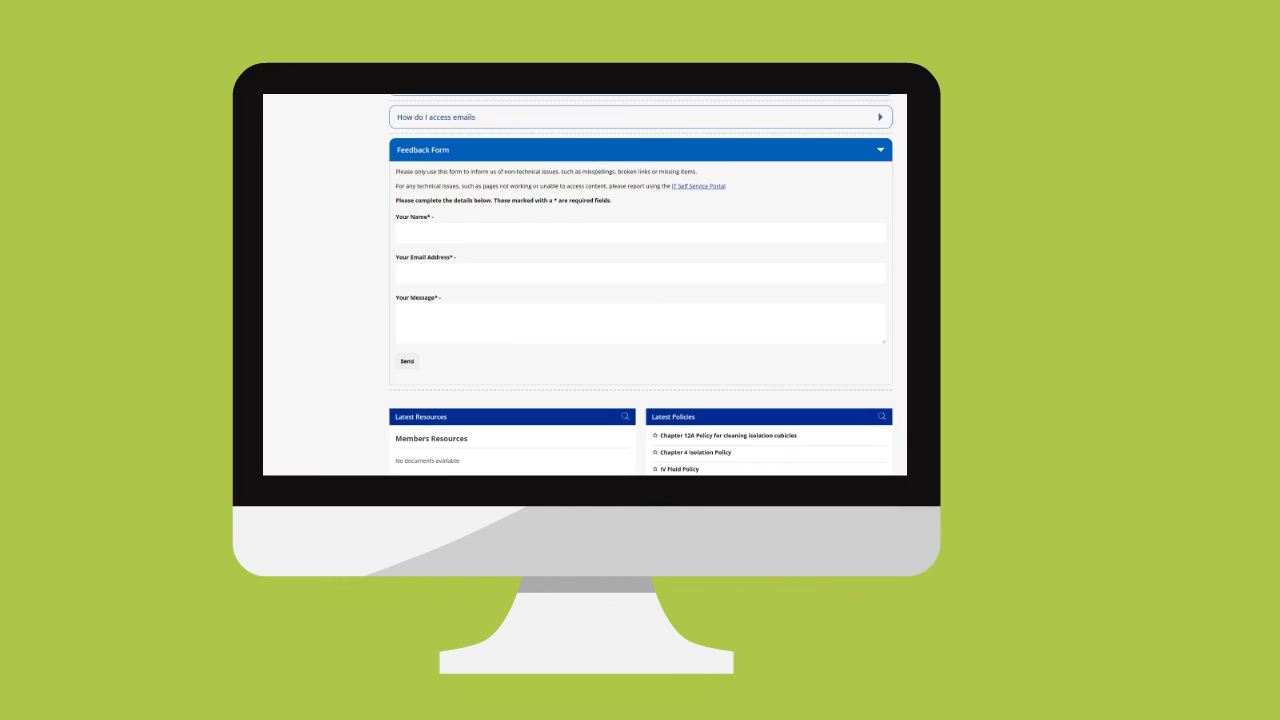 How do I access emails
Feedback Form
Please only use this form to inform us of non-technical issues, such as misspellings, broken links or missing items.
For any technical issues, such as pages not working or unable to access content, please report using the IT Self Service Portal
Please complete the details below. Those marked with a * are required fields.
Your Name* -
Your Email Address* -
Your Message* -
Send
Latest Resources
Members Resources
No documents available
Latest Policies
Chapter 12A Policy for cleaning isolation cubicles
Chapter 4 Isolation Policy
IV Fluid Policy